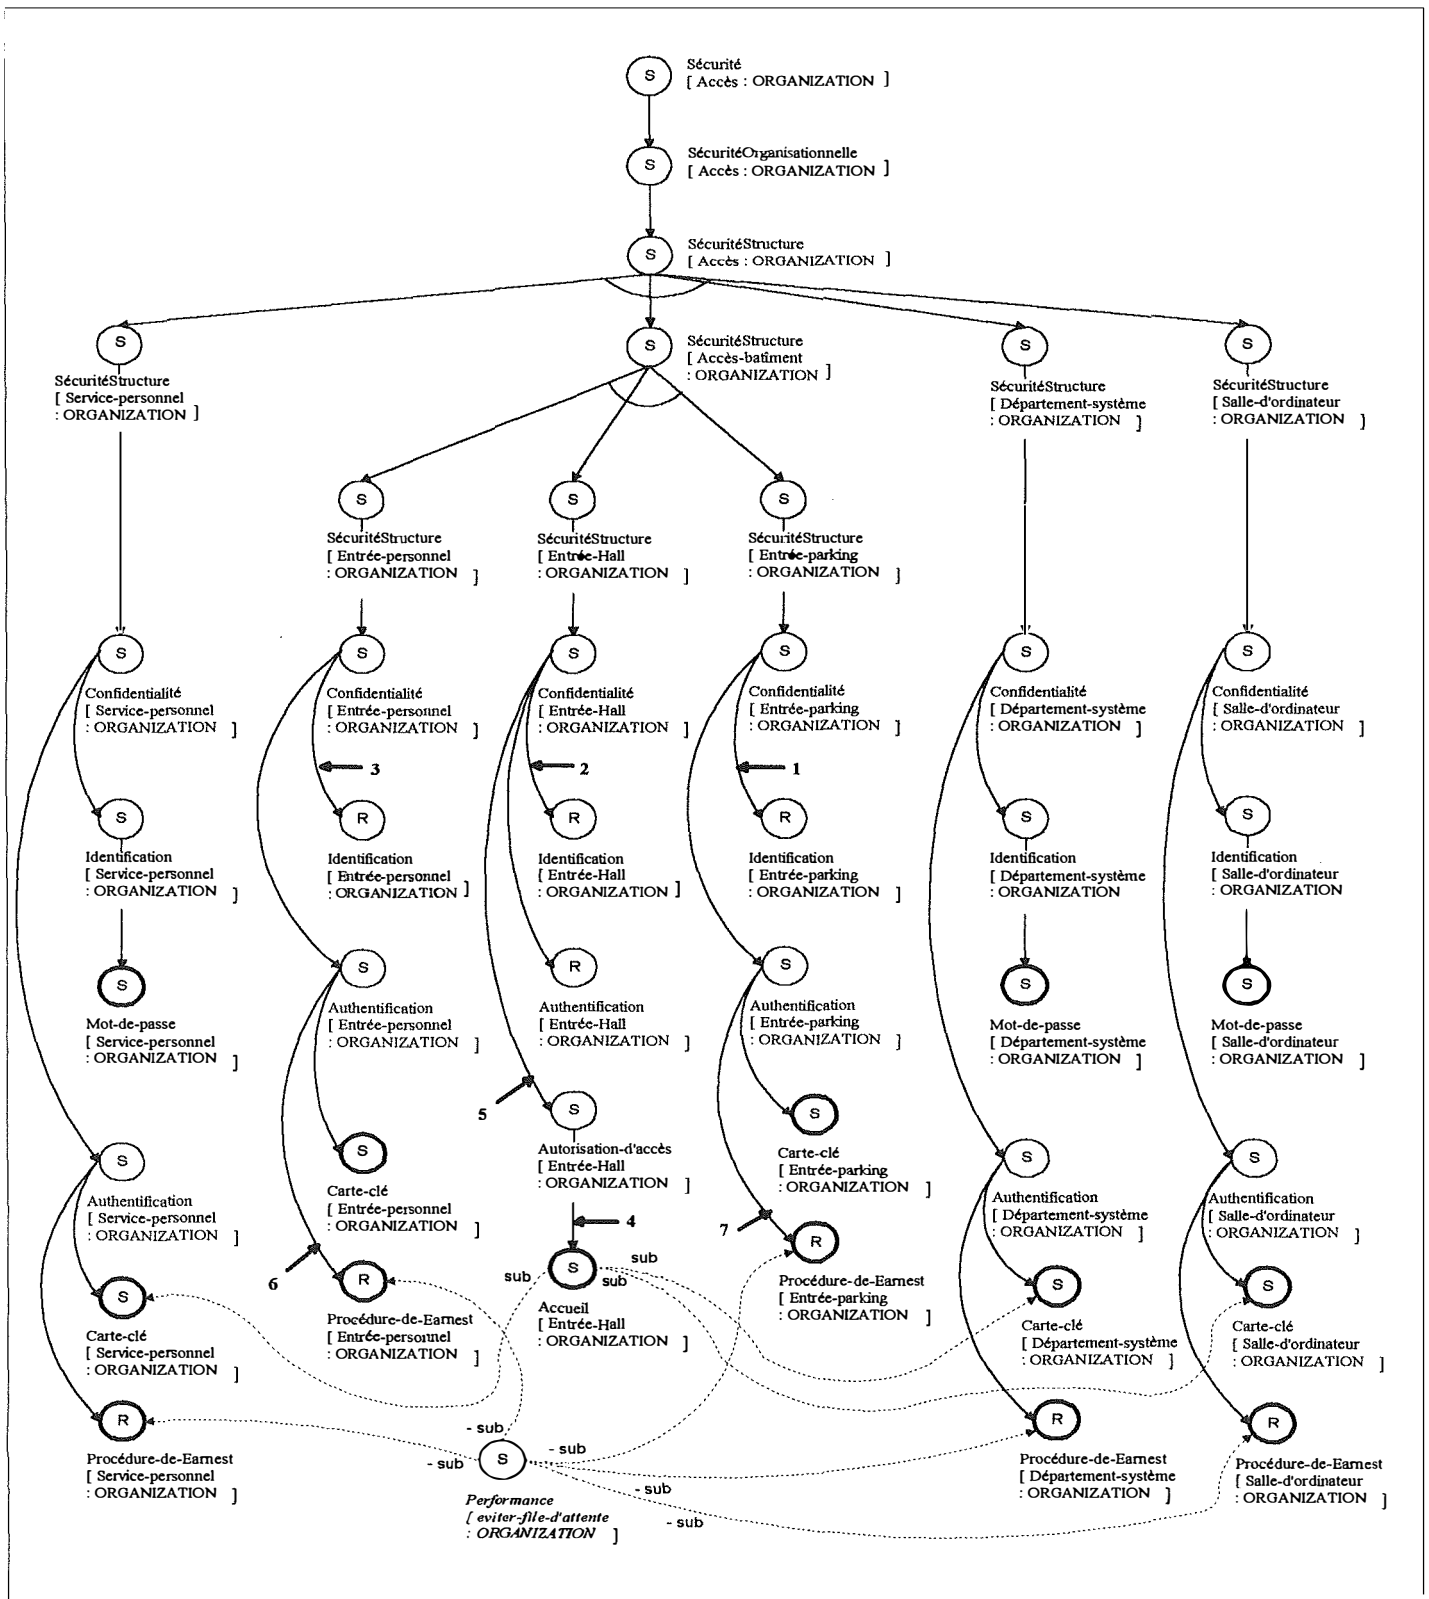 S
Sécurité
[ Accès : ORGANIZATION ]
S
SécuritéOrganisationnelle
[ Accès : ORGANIZATION ]
S
SécuritéStructure
[ Accès : ORGANIZATION ]
S
SécuritéStructure
[ Service-personnel
: ORGANIZATION ]
S
SécuritéStructure
[ Accès-batîment
: ORGANIZATION ]
S
SécuritéStructure
[ Département-système
: ORGANIZATION ]
S
SécuritéStructure
[ Salle-d'ordinateur
: ORGANIZATION ]
S
SécuritéStructure
[ Entrée-personnel
: ORGANIZATION ]
S
SécuritéStructure
[ Entrée-Hall
: ORGANIZATION ]
S
SécuritéStructure
[ Entrée-parking
: ORGANIZATION ]
S
Confidentialité
[ Service-personnel
: ORGANIZATION ]
S
Confidentialité
[ Entrée-personnel
: ORGANIZATION ]
S
Confidentialité
[ Entrée-Hall
: ORGANIZATION ]
S
Confidentialité
[ Entrée-parking
: ORGANIZATION ]
S
Confidentialité
[ Département-système
: ORGANIZATION ]
S
Confidentialité
[ Salle-d'ordinateur
: ORGANIZATION ]
3
2
1
S
Identification
[ Service-personnel
: ORGANIZATION ]
R
Identification
[ Entrée-personnel
: ORGANIZATION ]
R
Identification
[ Entrée-Hall
: ORGANIZATION ]
R
Identification
[ Entrée-parking
: ORGANIZATION ]
S
Identification
[ Département-système
: ORGANIZATION
S
Identification
[ Salle-d'ordinateur
: ORGANIZATION
S
Mot-de-passe
[ Service-personnel
: ORGANIZATION ]
S
Authentification
[ Entrée-personnel
: ORGANIZATION ]
R
Authentification
[ Entrée-Hall
: ORGANIZATION ]
S
Authentification
[ Entrée-parking
: ORGANIZATION ]
S
Mot-de-passe
[ Département-système
: ORGANIZATION ]
S
Mot-de-passe
[ Salle-d'ordinateur
: ORGANIZATION ]
5
S
Authentification
[ Service-personnel
: ORGANIZATION ]
S
Carte-clé
[ Entrée-personnel
: ORGANIZATION ]
S
Autorisation-d'accès
[ Entrée-Hall
: ORGANIZATION ]
S
Carte-clé
[ Entrée-parking
: ORGANIZATION ]
S
Authentification
[ Département-système
: ORGANIZATION ]
S
Authentification
[ Salle-d'ordinateur
: ORGANIZATION ]
4
7
6
S
Carte-clé
[ Service-personnel
: ORGANIZATION ]
R
Procédure-de-Earnest
[ Entrée-personnel
: ORGANIZATION ]
sub
S
sub
sub
Accueil
[ Entrée-Hall
: ORGANIZATION ]
R
Procédure-de-Earnest
[ Entrée-parking
: ORGANIZATION ]
S
Carte-clé
[ Département-système
: ORGANIZATION ]
S
Carte-clé
[ Salle-d'ordinateur
: ORGANIZATION ]
R
Procédure-de-Earnest
[ Service-personnel
: ORGANIZATION ]
- sub
- sub
- sub
- sub
- sub
S
Performance
[ eviter-file-d'attente
: ORGANIZATION ]
R
Procédure-de-Earnest
[ Département-système
: ORGANIZATION ]
R
Procédure-de-Earnest
[ Salle-d'ordinateur
: ORGANIZATION ]